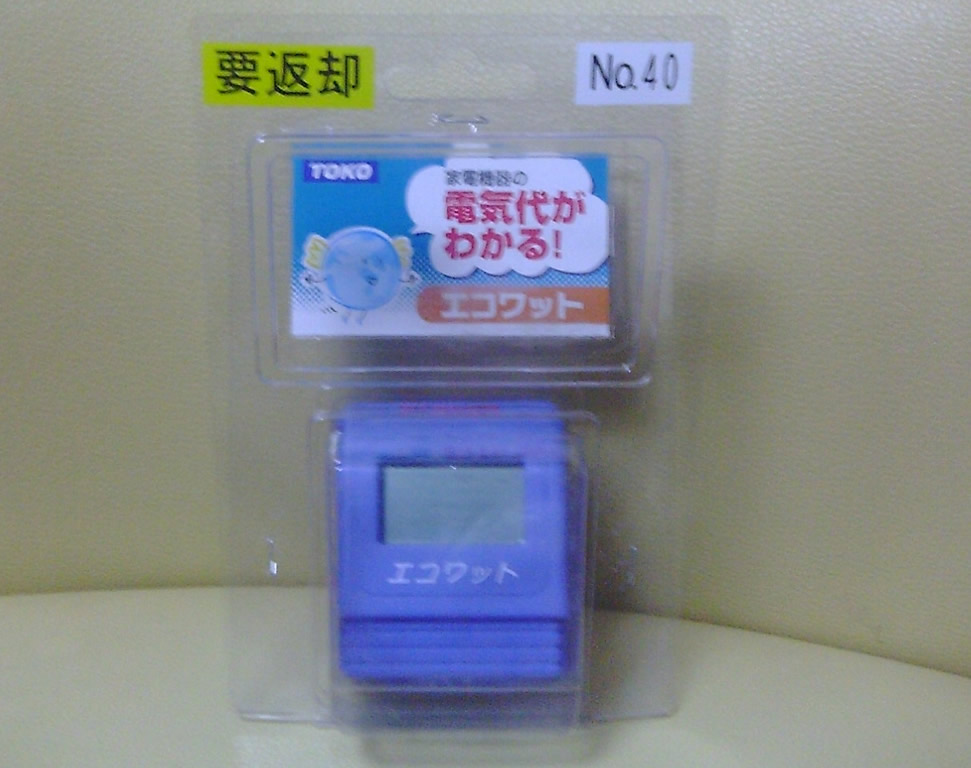 要返却
No.40
TOKO
家電機器の
電気代が
わかる!
エコワット
エコワット